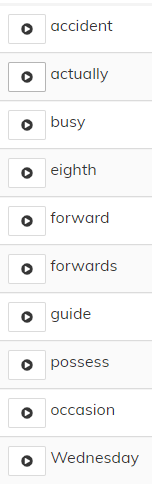 accident
actually
busy
eighth
forward
forwards
guide
possess
occasion
Wednesday